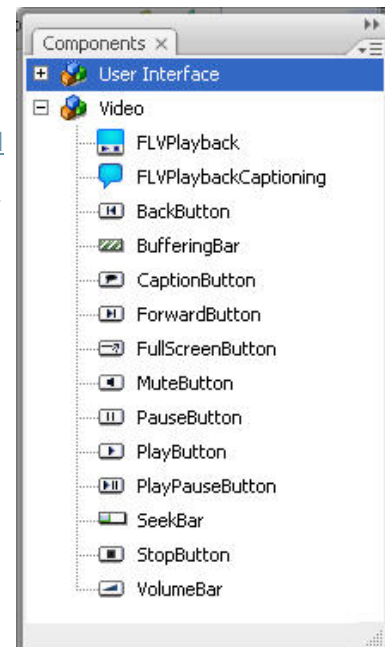 Components
User Interface
Video
FLVPlayback
FLVPlaybackCaptioning
BackButton
BufferingBar
CaptionButton
ForwardButton
FullScreenButton
MuteButton
PauseButton
PlayButton
PlayPauseButton
SeekBar
StopButton
VolumeBar